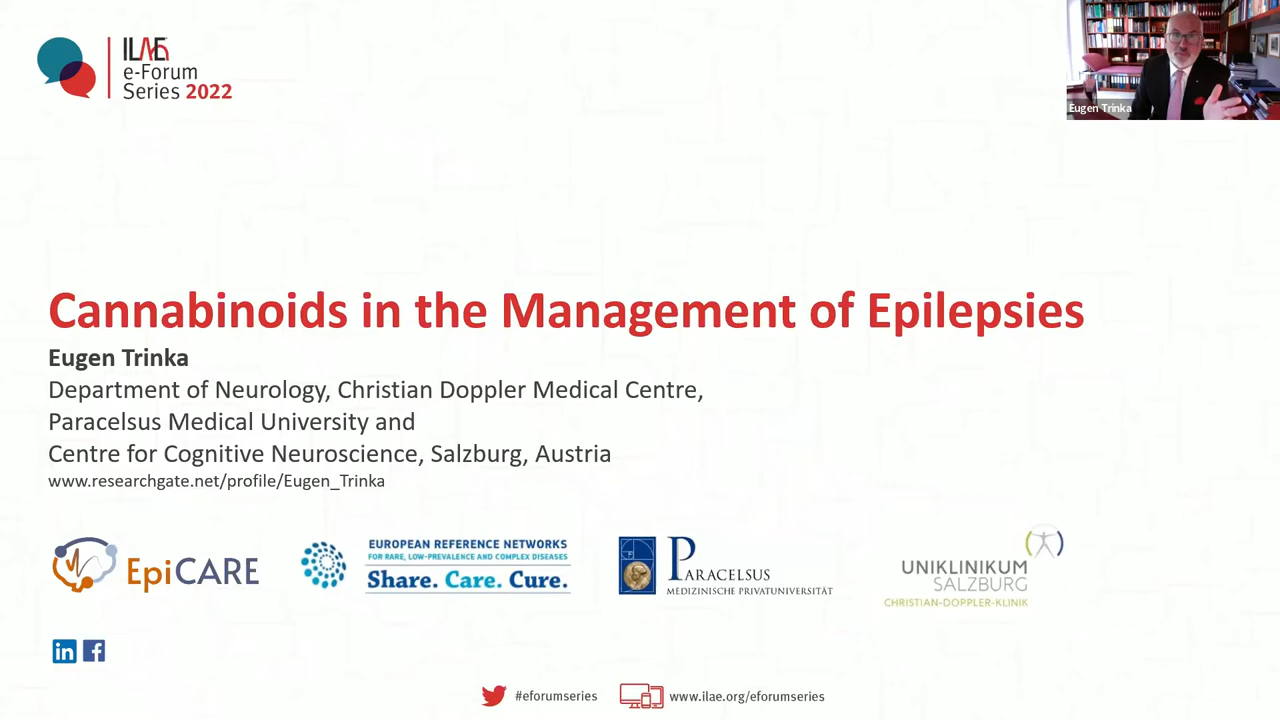 ILAE
e-Forum
Series 2022
Eugen Trinka
Cannabinoids in the Management of Epilepsies
Eugen Trinka
Department of Neurology, Christian Doppler Medical Centre,
Paracelsus Medical University and
Centre for Cognitive Neuroscience, Salzburg, Austria
www.researchgate.net/profile/Eugen_Trinka
EpiCARE
EUROPEAN REFERENCE NETWORKS
FOR RARE, LOW-PREVALENCE AND COMPLEX DISEASES
Share. Care. Cure.
PARACELSUS
MEDIZINISCHE PRIVATUNIVERSITÄT
UNIKLINIKUM
SALZBURG
CHRISTIAN-DOPPLER-KLINIK
in f
#eforumseries
www.ilae.org/eforumseries